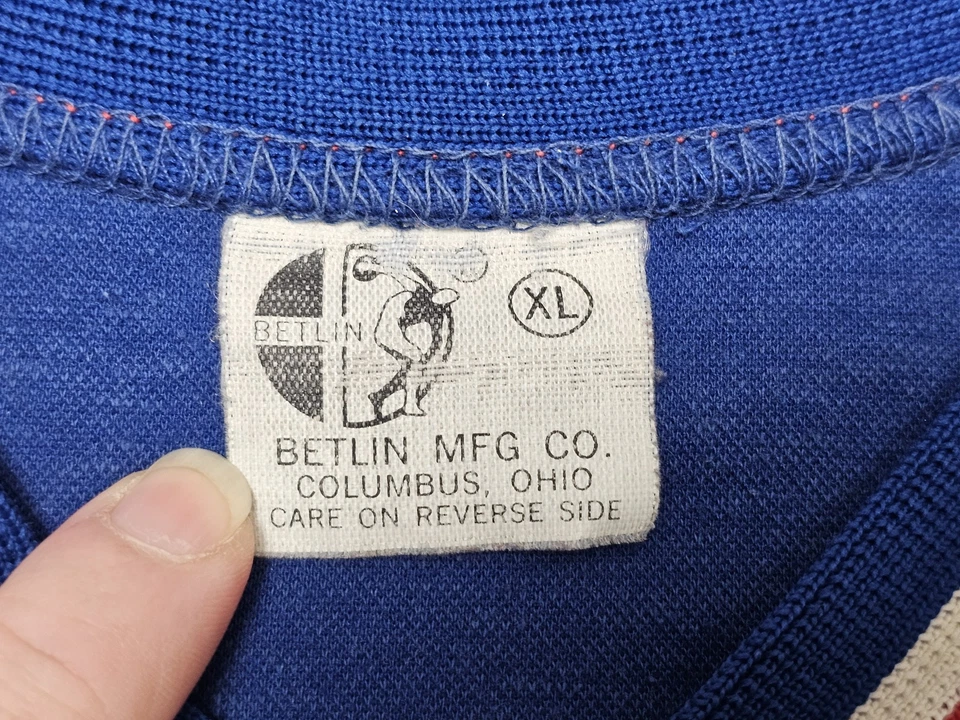 BETLIN
XL
BETLIN MFG CO.
COLUMBUS, OHIO
CARE ON REVERSE SIDE